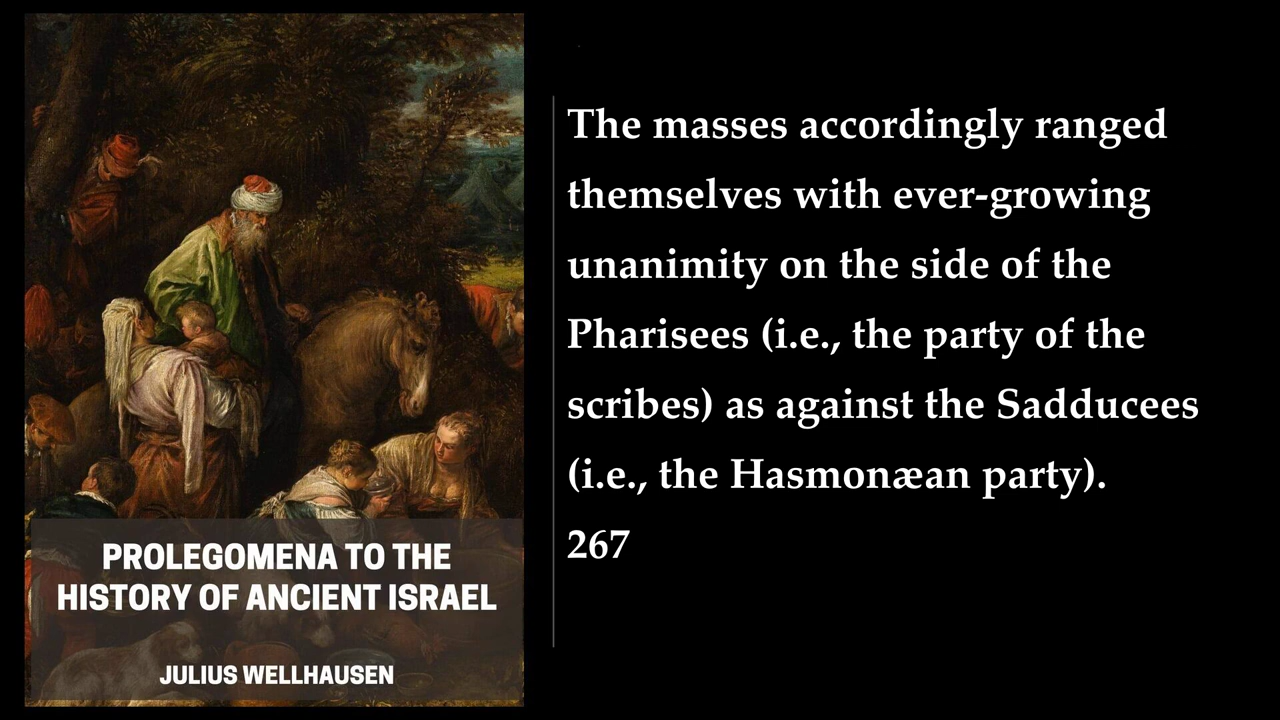 The masses accordingly ranged
themselves with ever-growing
unanimity on the side of the
Pharisees (i.e., the party of the
scribes) as against the Sadducees
(i.e., the Hasmonæan party).
267
PROLEGOMENA TO THE
HISTORY OF ANCIENT ISRAEL
JULIUS WELLHAUSEN